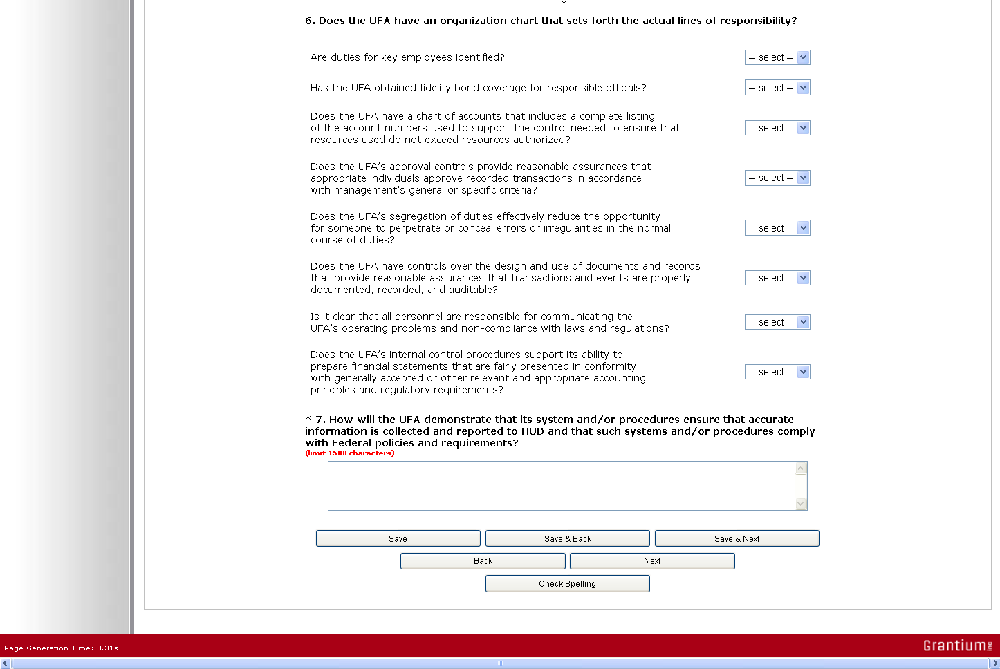 *
6. Does the UFA have an organization chart that sets forth the actual lines of responsibility?
Are duties for key employees identified?
-- select --
Has the UFA obtained fidelity bond coverage for responsible officials?
-- select --
Does the UFA have a chart of accounts that includes a complete listing
of the account numbers used to support the control needed to ensure that
resources used do not exceed resources authorized?
-- select --
Does the UFA's approval controls provide reasonable assurances that
appropriate individuals approve recorded transactions in accordance
with management's general or specific criteria?
-- select --
Does the UFA's segregation of duties effectively reduce the opportunity
for someone to perpetrate or conceal errors or irregularities in the normal
course of duties?
-- select --
Does the UFA have controls over the design and use of documents and records
that provide reasonable assurances that transactions and events are properly
documented, recorded, and auditable?
-- select --
Is it clear that all personnel are responsible for communicating the
UFA's operating problems and non-compliance with laws and regulations?
-- select --
Does the UFA's internal control procedures support its ability to
prepare financial statements that are fairly presented in conformity
with generally accepted or other relevant and appropriate accounting
principles and regulatory requirements?
-- select --
* 7. How will the UFA demonstrate that its system and/or procedures ensure that accurate
information is collected and reported to HUD and that such systems and/or procedures comply
with Federal policies and requirements?
(limit 1500 characters)
Save
Save & Back
Save & Next
Back
Next
Check Spelling
Page Generation Time: 0.31s
Grantium inc